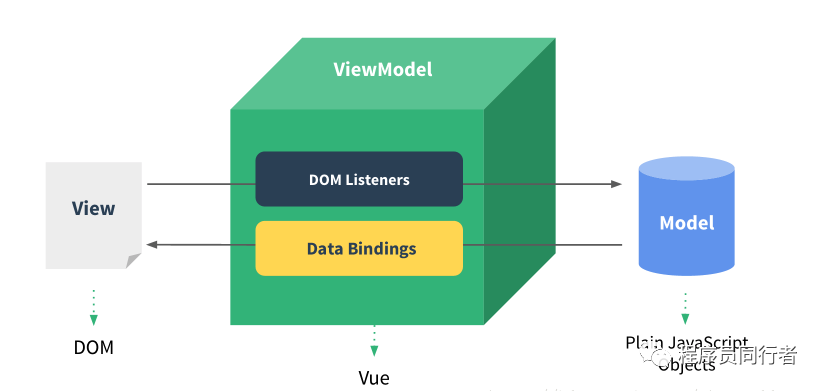 ViewModel
DOM Listeners
View
Model
Data Bindings
DOM
Plain JavaScript
程序员同行者
Objects
Vue